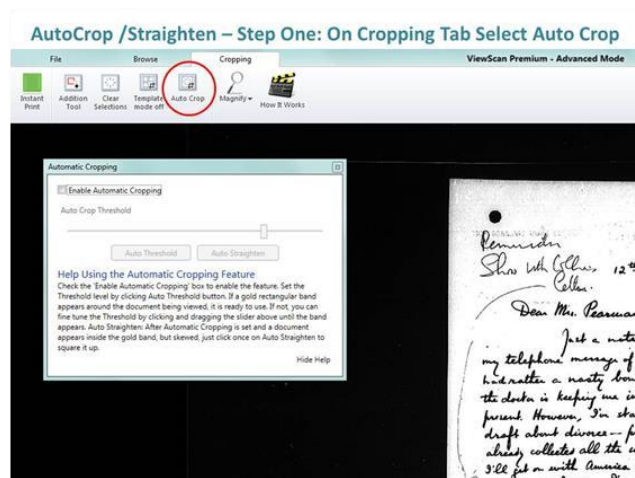 AutoCrop /Straighten – Step One: On Cropping Tab Select Auto Crop
File Browse Cropping ViewScan Premium - Advanced Mode
Instant Print
Addition Tool
Clear Selections
Template mode off
Auto Crop
Magnify
How It Works
Automatic Cropping
Enable Automatic Cropping
Auto Crop Threshold
Auto Threshold Auto Straighten
Help Using the Automatic Cropping Feature
Check the 'Enable Automatic Cropping' box to enable the feature. Set the
Threshold level by clicking Auto Threshold button. If a gold rectangular band
appears around the document being viewed, it is ready to use. If not, you can
fine tune the Threshold by clicking and dragging the slider above until the band
appears. Auto Straighten: After Automatic Cropping is set and a document
appears inside the gold band, but skewed, just click once on Auto Straighten to
square it up.
Hide Help
12th
Dear Mrs. Pearman
Just a note
my telephone message of
had rather a nasty
the doctor is keeping me
present. However, I'm
draft about divorce —
already collected all the
I'll get on with America